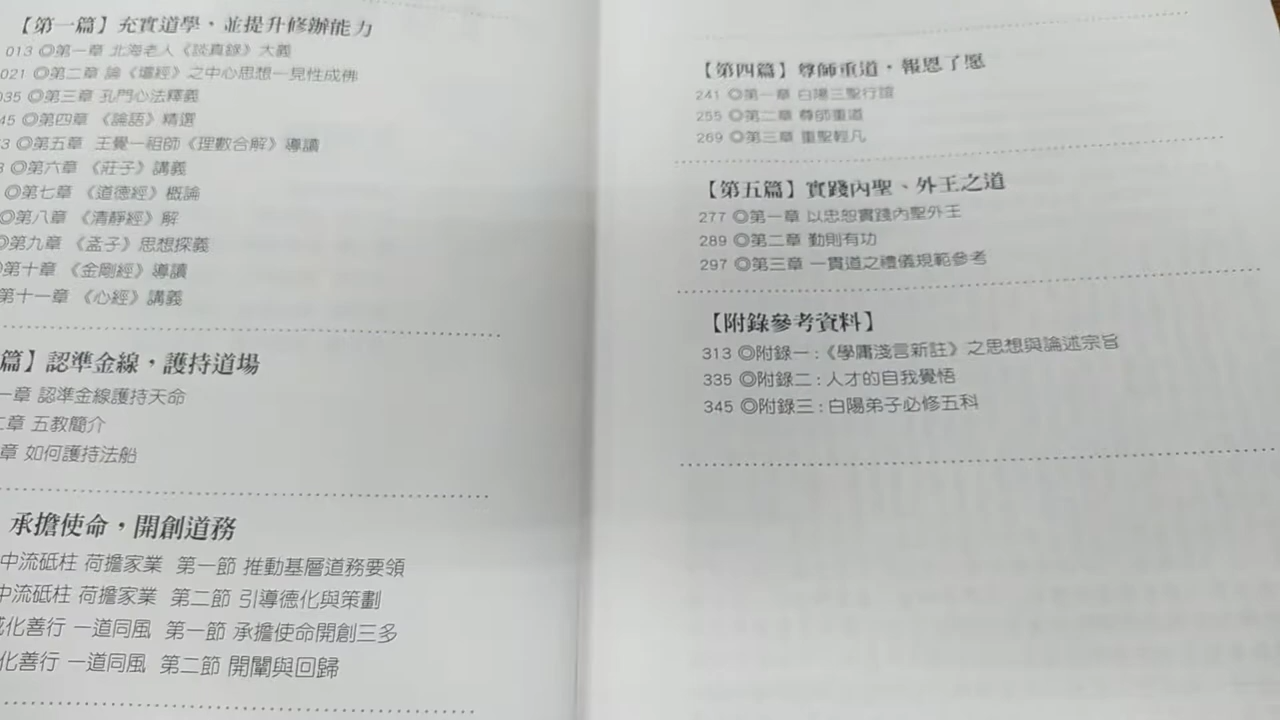 【第一篇】充實道學，並提升修辦能力
013 ◎第一章 北海老人《談真錄》大義
021 ◎第二章 論《壇經》之中心思想—見性成佛
035 ◎第三章 孔門心法釋義
45 ◎第四章 《論語》精選
3 ◎第五章 王覺一祖師《理數合解》導讀
◎第六章 《莊子》講義
◎第七章 《道德經》概論
◎第八章 《清靜經》解
◎第九章 《孟子》思想探義
第十章 《金剛經》導讀
第十一章 《心經》講義
篇】認準金線，護持道場
一章 認準金線護持天命
二章 五教簡介
章 如何護持法船
承擔使命，開創道務
中流砥柱 荷擔家業 第一節 推動基層道務要領
中流砥柱 荷擔家業 第二節 引導德化與策劃
化善行 一道同風 第一節 承擔使命開創三多
化善行 一道同風 第二節 開闡與回歸
【第四篇】尊師重道，報恩了愿
241 ◎第一章 白陽三聖行誼
255 ◎第二章 尊師重道
269 ◎第三章 重聖輕凡
【第五篇】實踐內聖、外王之道
277 ◎第一章 以忠恕實踐內聖外王
289 ◎第二章 勤則有功
297 ◎第三章 一貫道之禮儀規範參考
【附錄參考資料】
313 ◎附錄一：《學庸淺言新註》之思想與論述宗旨
335 ◎附錄二：人才的自我覺悟
345 ◎附錄三：白陽弟子必修五科